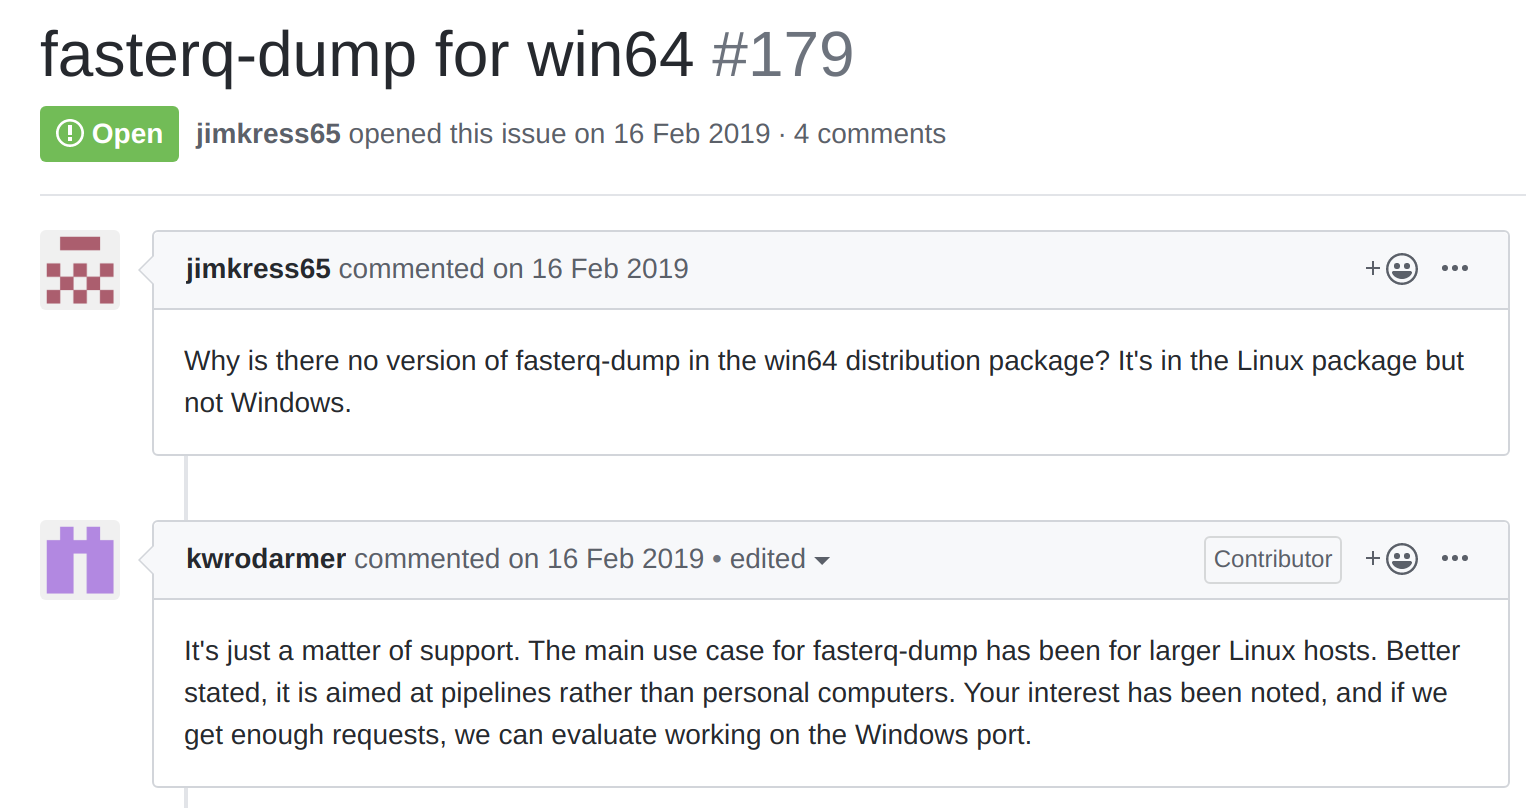 fasterq-dump for win64 #179
Open jimkress65 opened this issue on 16 Feb 2019 · 4 comments
jimkress65 commented on 16 Feb 2019
Why is there no version of fasterq-dump in the win64 distribution package? It's in the Linux package but
not Windows.
kwrodarmer commented on 16 Feb 2019 • edited Contributor
It's just a matter of support. The main use case for fasterq-dump has been for larger Linux hosts. Better
stated, it is aimed at pipelines rather than personal computers. Your interest has been noted, and if we
get enough requests, we can evaluate working on the Windows port.